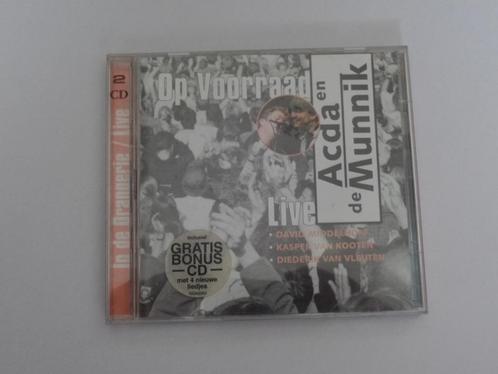 2
CD
In de Orangerie / Live
Op Voorraad
Live
Acda en
de Munnik
• DAVID MIDDELHOFF
• KASPER VAN KOOTEN
• DIEDERIK VAN VLEUTEN
Inclusief
GRATIS
BONUS
CD
met 4 nieuwe
liedjes